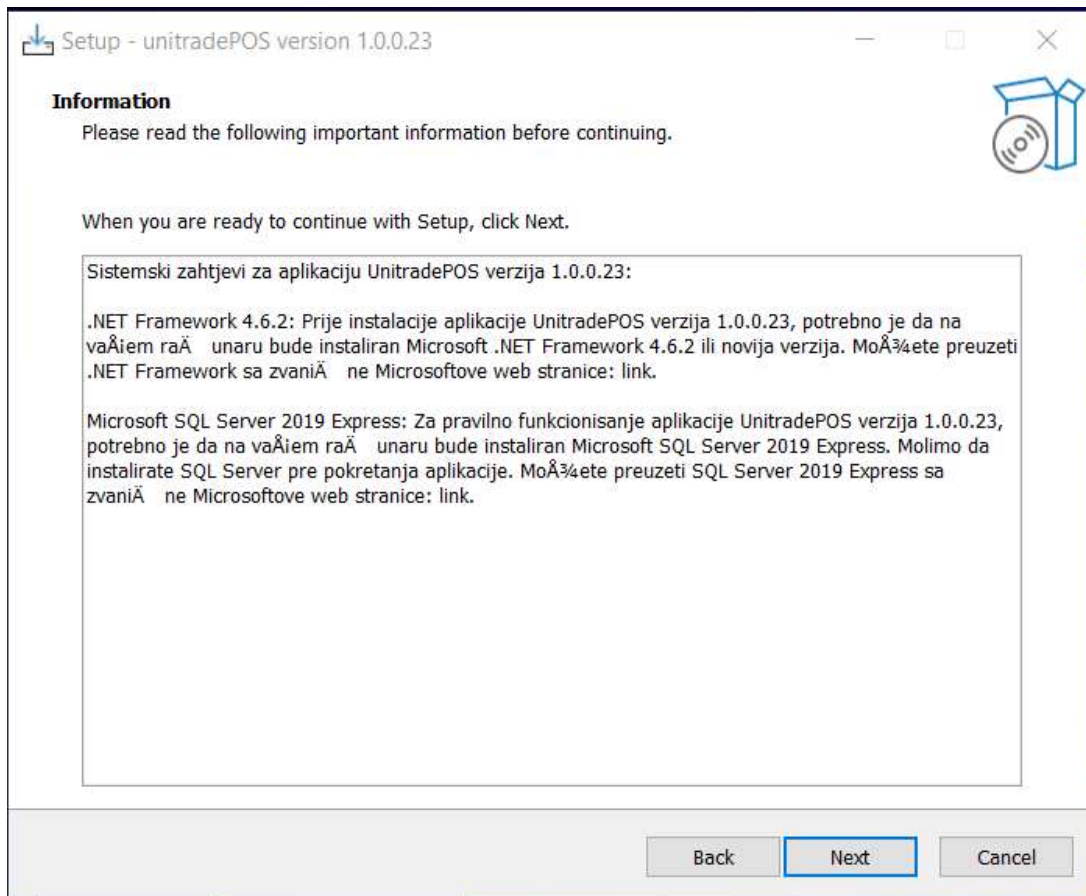 Setup - unitradePOS version 1.0.0.23
Information
Please read the following important information before continuing.
When you are ready to continue with Setup, click Next.
Sistemski zahtjevi za aplikaciju UnitradePOS verzija 1.0.0.23:
.NET Framework 4.6.2: Prije instalacije aplikacije UnitradePOS verzija 1.0.0.23, potrebno je da na
vaÅ¡em raÄ unaru bude instaliran Microsoft .NET Framework 4.6.2 ili novija verzija. MoÅ¾ete preuzeti
.NET Framework sa zvaniÄ ne Microsoftove web stranice: link.
Microsoft SQL Server 2019 Express: Za pravilno funkcionisanje aplikacije UnitradePOS verzija 1.0.0.23,
potrebno je da na vaÅ¡em raÄ unaru bude instaliran Microsoft SQL Server 2019 Express. Molimo da
instalirate SQL Server pre pokretanja aplikacije. MoÅ¾ete preuzeti SQL Server 2019 Express sa
zvaniÄ ne Microsoftove web stranice: link.
Back Next Cancel